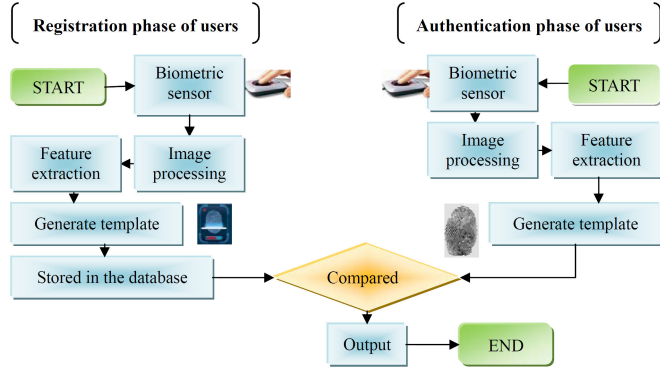 Registration phase of users
START
Biometric
sensor
Image
processing
Feature
extraction
Generate template
Stored in the database
Authentication phase of users
Biometric
sensor
START
Image
processing
Feature
extraction
Generate template
Compared
Output
END